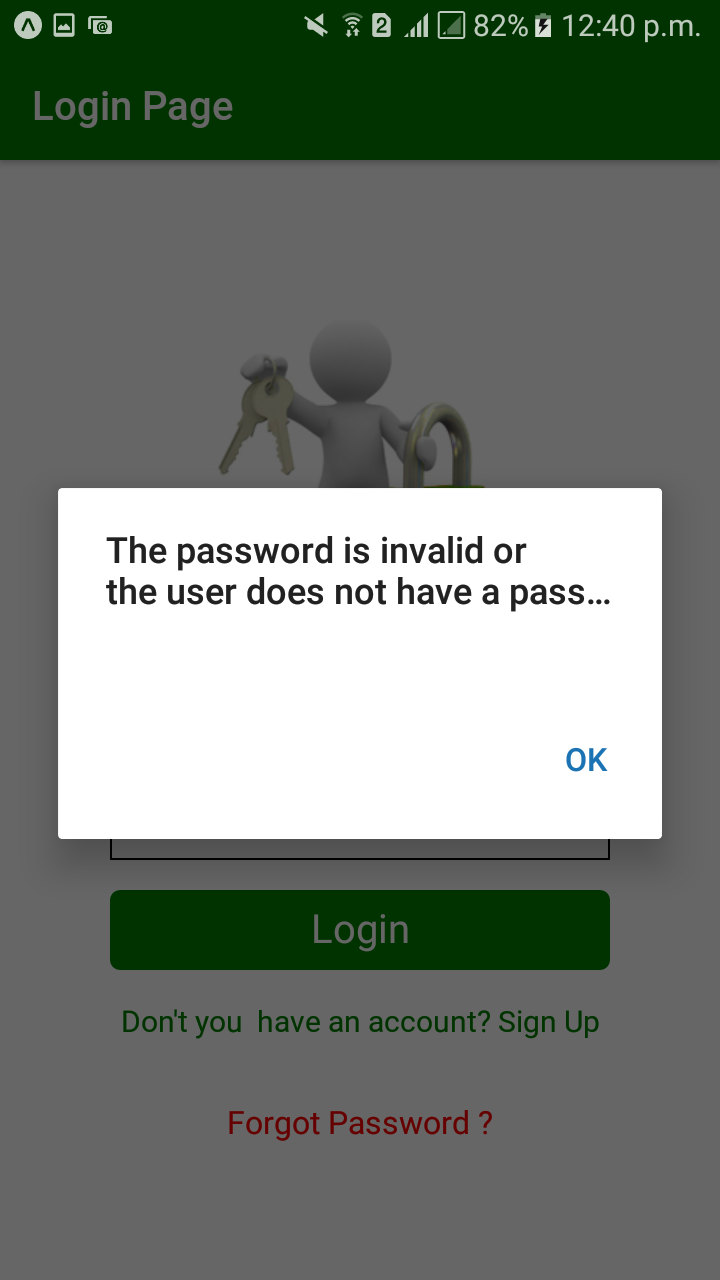 2 82% 12:40 p.m.
Login Page
The password is invalid or
the user does not have a pass...
OK
Login
Don't you  have an account? Sign Up
Forgot Password ?